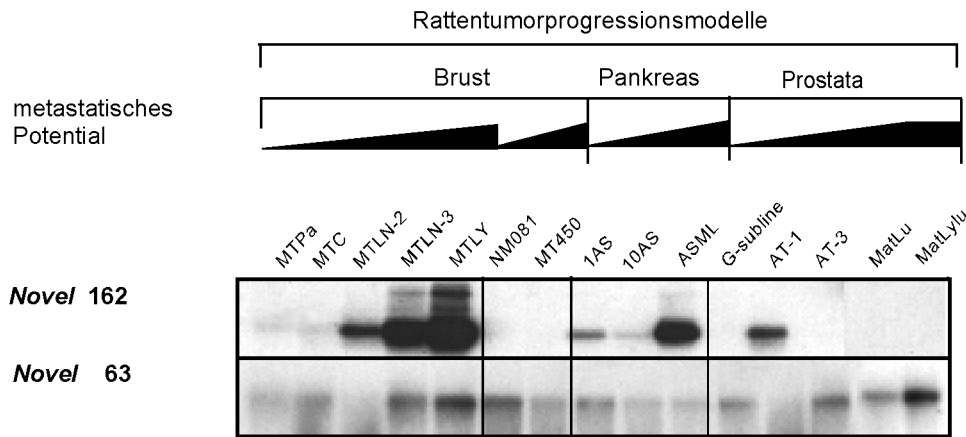 Rattentumorprogressionsmodelle
Brust Pankreas Prostata
metastatisches
Potential
MTPa MTC MTLN-2 MTLN-3 MTLY NM081 MT450 1AS 10AS ASML G-subline AT-1 AT-3 MatLu MatLylu
Novel 162
Novel 63